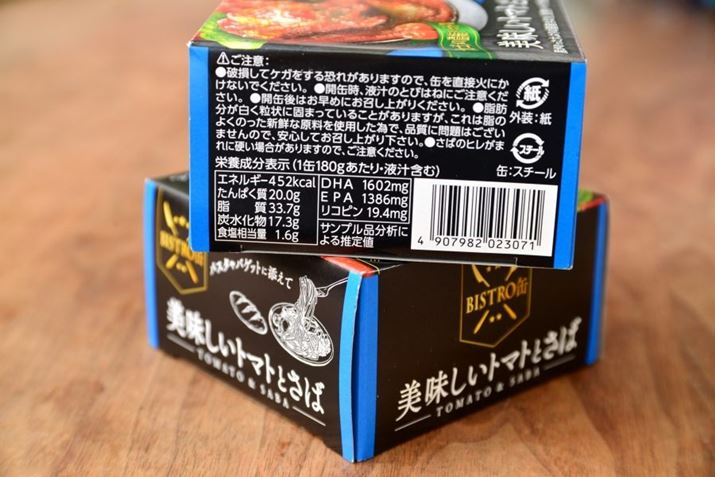 美味しいトマト
⚠ご注意:
●破損してケガをする恐れがありますので、缶を直接火にか
けないでください。●開缶時、液汁のとびはねにご注意くだ
さい。●開缶後はお早めにお召し上がりください。●脂肪
分が白く粒状に固まっていることがありますが、これは脂の
よくのった新鮮な原料を使用した為で、品質に問題はござい
ませんので、安心してお召し上り下さい。●さばのヒレがま
れに硬い場合がありますので、ご注意ください。
紙
外装:紙
スチール
缶:スチール
栄養成分表示(1缶180gあたり・液汁含む)
エネルギー452kcal
たんぱく質20.0g
脂 質33.7g
炭水化物17.3g
食塩相当量 1.6g
DHA 1602mg
EPA 1386mg
リコピン 19.4mg
サンプル品分析に
よる推定値
4 907982 023071
BISTRO缶
パスタやバゲットに添えて
美味しいトマトとさば
TOMATO & SABA
BISTRO缶
美味しいトマトとさば
TOMATO & SABA